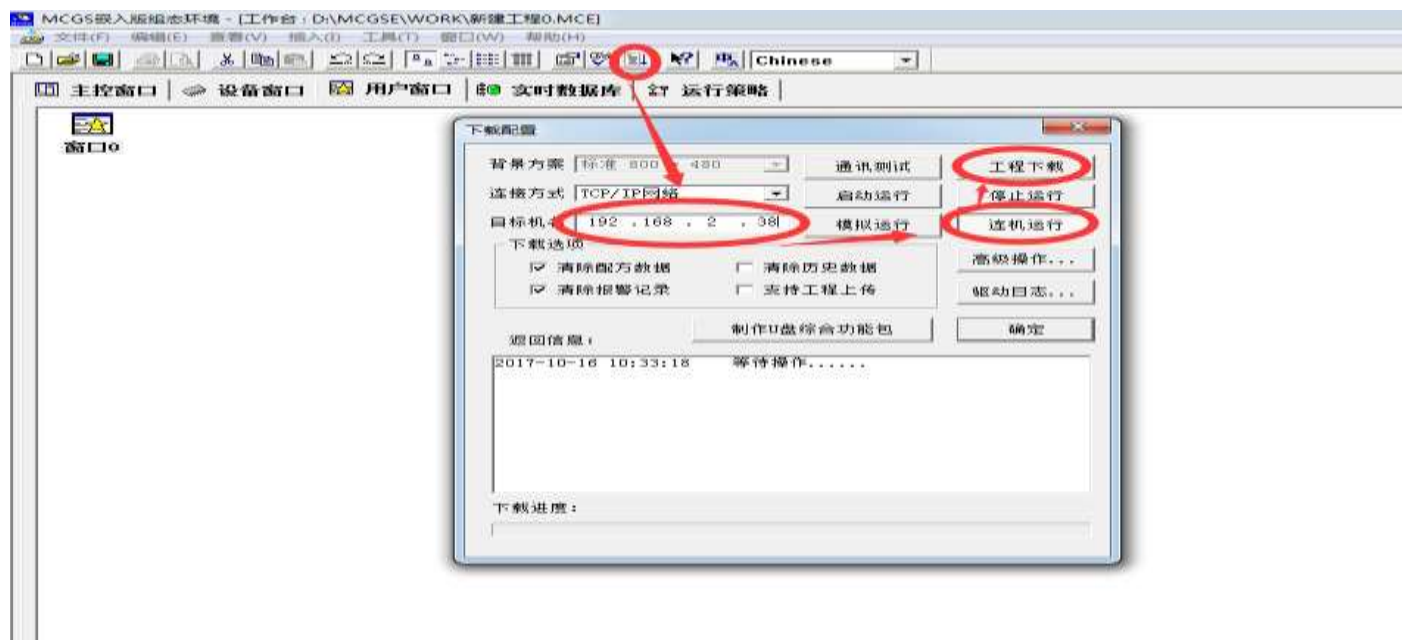 MCGS嵌入版组态环境 - [工作台: D:\MCGSE\WORK\新建工程0.MCE]
文件(F) 编辑(E) 查看(V) 插入(I) 工具(T) 窗口(W) 帮助(H)
Chinese
主控窗口 设备窗口 用户窗口 实时数据库 运行策略
窗口0
下载配置
背景方案 标准 800 480 通讯测试 工程下载
连接方式 TCP/IP网络 启动运行 停止运行
目标机名 192 . 168 . 2 . 38 模拟运行 连机运行
下载选项
清除配方数据 清除历史数据 高级操作...
清除报警记录 支持工程上传 驱动日志...
制作U盘综合功能包 确定
返回信息:
2017-10-16 10:33:18 等待操作......
下载进度: